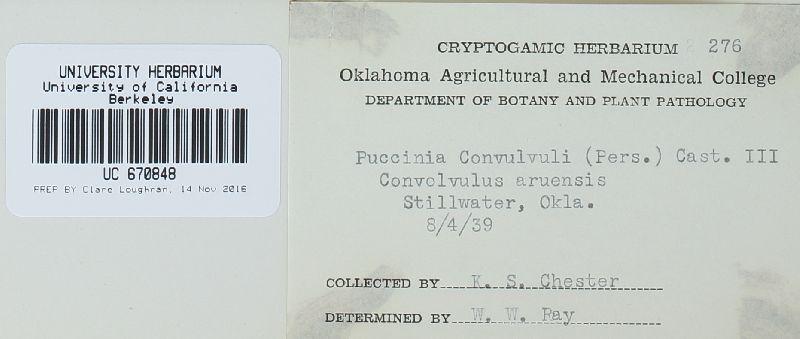 UNIVERSITY HERBARIUM
University of California
Berkeley
UC 670848
PREP BY Clare Loughran, 14 Nov 2016
CRYPTOGAMIC HERBARIUM 276
Oklahoma Agricultural and Mechanical College
DEPARTMENT OF BOTANY AND PLANT PATHOLOGY
Puccinia Convulvuli (Pers.) Cast. III
Convolvulus aruensis
Stillwater, Okla.
8/4/39
COLLECTED BY K. S. Chester
DETERMINED BY W. W. Ray